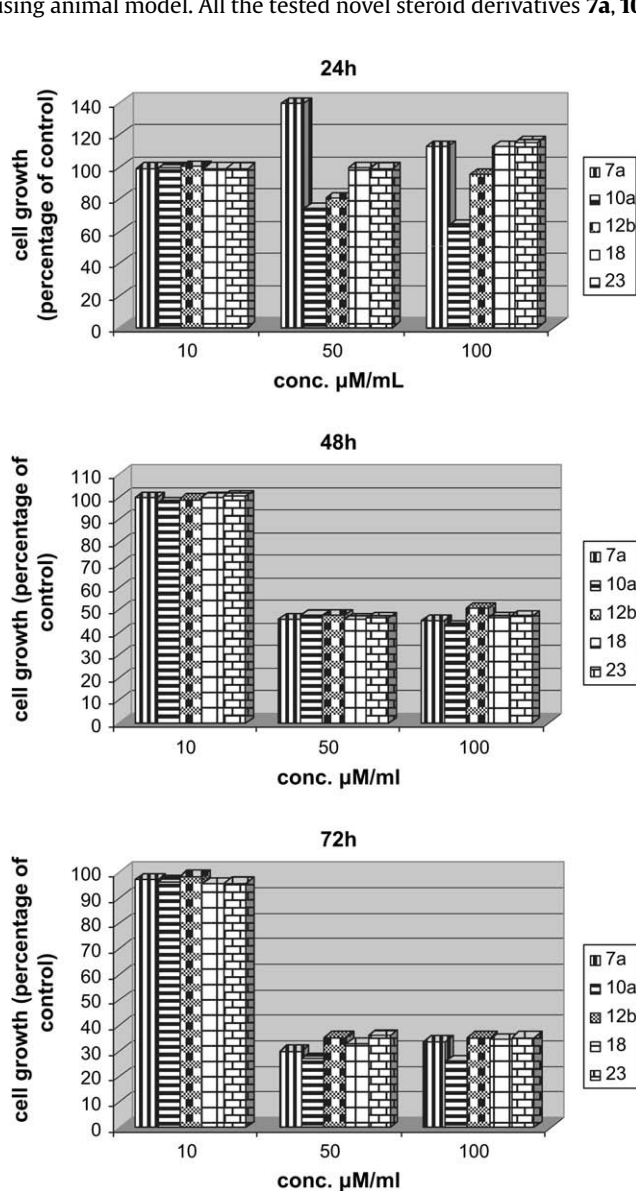 ising animal model. All the tested novel steroid derivatives 7a, 10
24h
cell growth
(percentage of control)
140
120
100
80
60
40
20
0
10 50 100
conc. µM/mL
7a
10a
12b
18
23
48h
cell growth (percentage of
control)
110
100
90
80
70
60
50
40
30
20
10
0
10 50 100
conc. µM/ml
7a
10a
12b
18
23
72h
cell growth (percentage of
control)
100
90
80
70
60
50
40
30
20
10
0
10 50 100
conc. µM/ml
7a
10a
12b
18
23